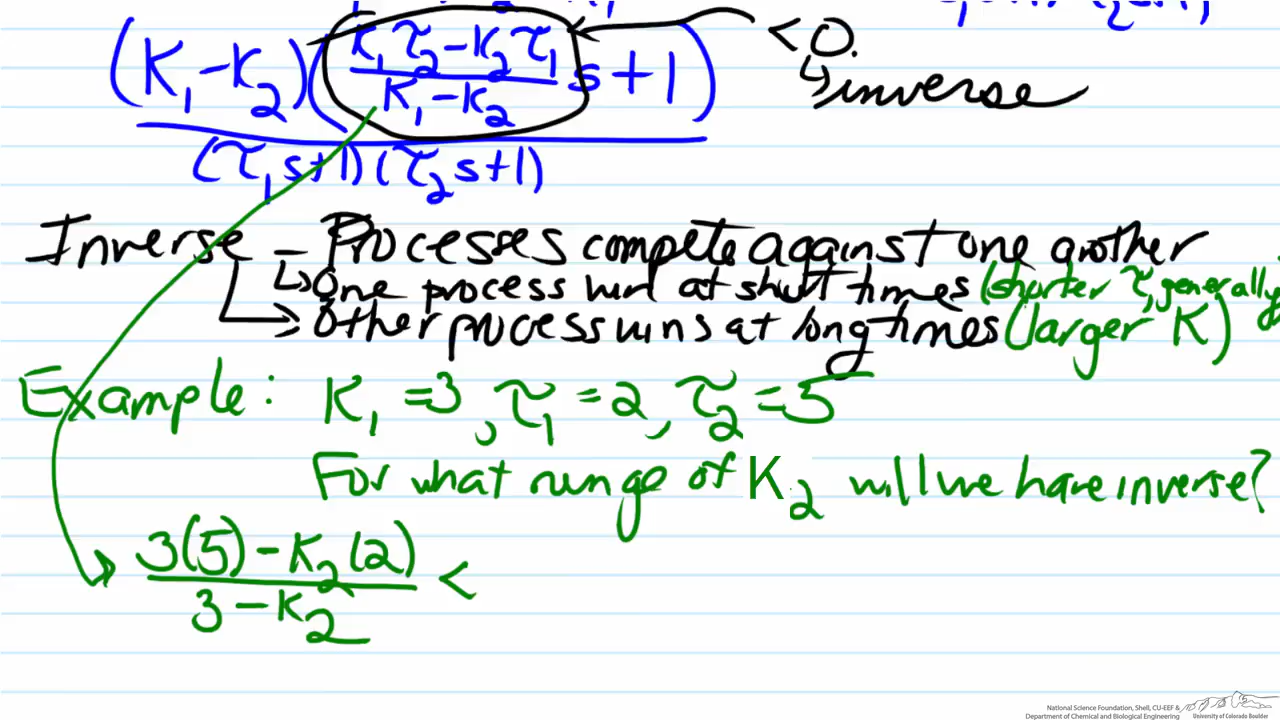 (K₁-K₂)(K₁τ₂-K₂τ₁/K₁-K₂ s+1) < 0.
↳ inverse
(τ₁s+1)(τ₂s+1)
Inverse - Processes compete against one another
↳ One process wins at short times (shorter τ, generally)
→ Other process wins at long times (larger K)
Example: K₁ =3, τ₁ =2, τ₂ =5
For what range of K₂ will we have inverse?
3(5)-K₂(2) <
3-K₂
National Science Foundation, Shell, CU-EEF &
Department of Chemical and Biological Engineering
University of Colorado Boulder